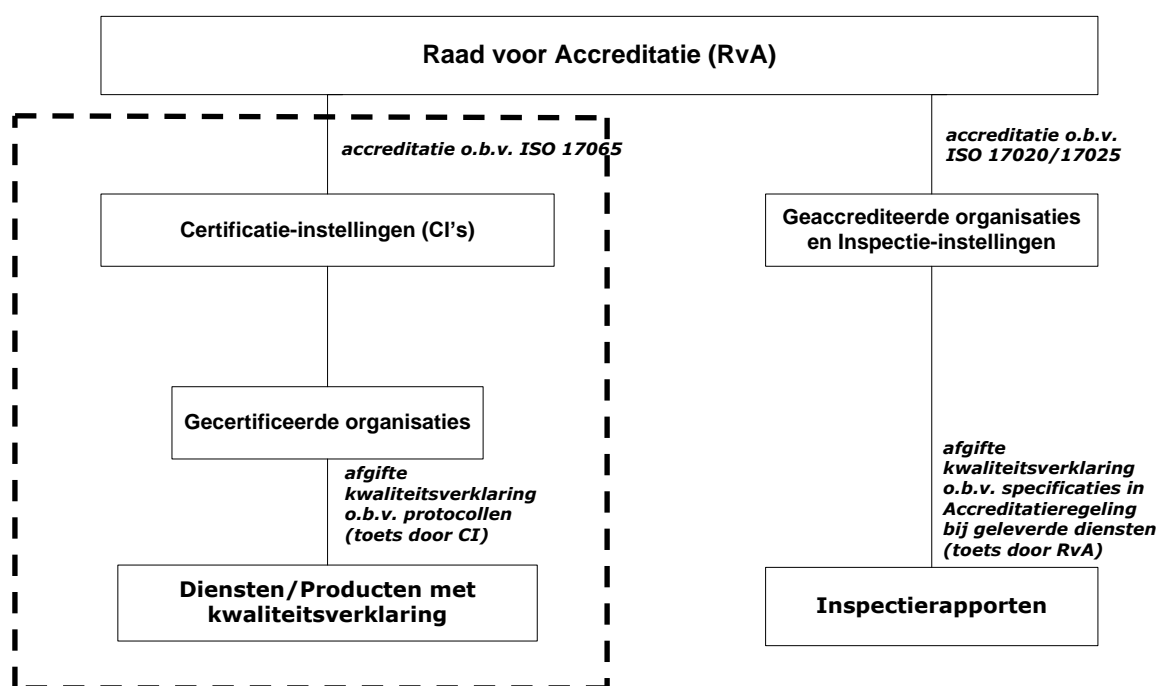 Raad voor Accreditatie (RvA)
accreditatie o.b.v. ISO 17065
accreditatie o.b.v.
ISO 17020/17025
Certificatie-instellingen (CI's)
Geaccrediteerde organisaties
en Inspectie-instellingen
Gecertificeerde organisaties
afgifte
kwaliteitsverklaring
o.b.v. protocollen
(toets door CI)
afgifte
kwaliteitsverklaring
o.b.v. specificaties in
Accreditatieregeling
bij geleverde diensten
(toets door RvA)
Diensten/Producten met
kwaliteitsverklaring
Inspectierapporten